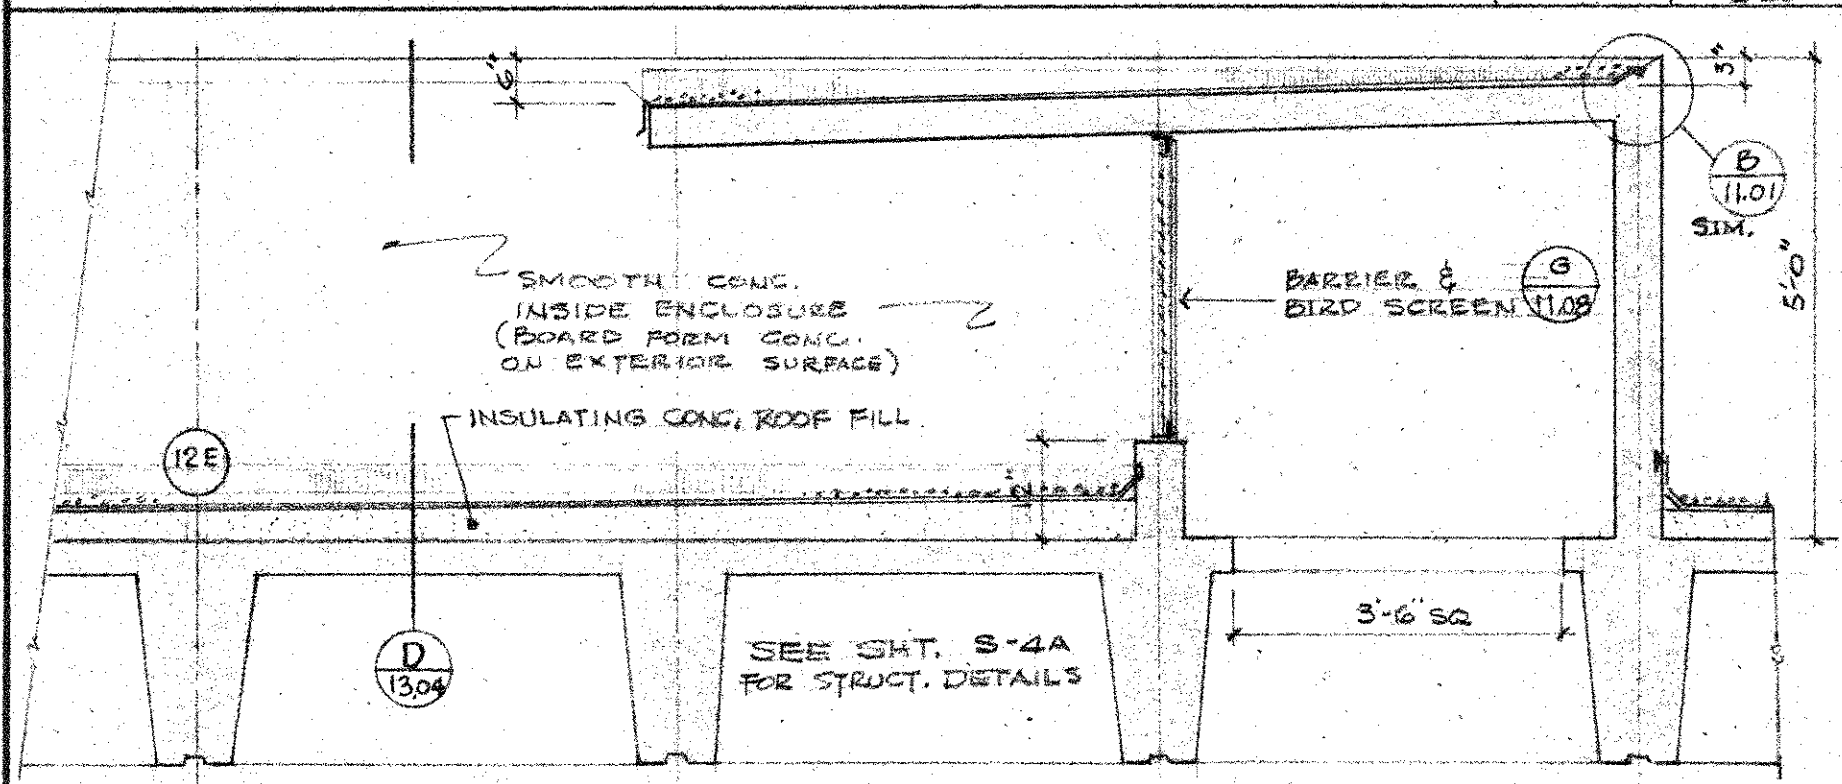 6"
3"
B
11.01
SIM.
5'-0"
SMOOTH CONC.
INSIDE ENCLOSURE
(BOARD FORM CONC.
ON EXTERIOR SURFACE)
BARRIER &
BIRD SCREEN
G
11.08
INSULATING CONC. ROOF FILL
12E
D
13.04
SEE SHT. S-4A
FOR STRUCT. DETAILS
3'-6" SQ